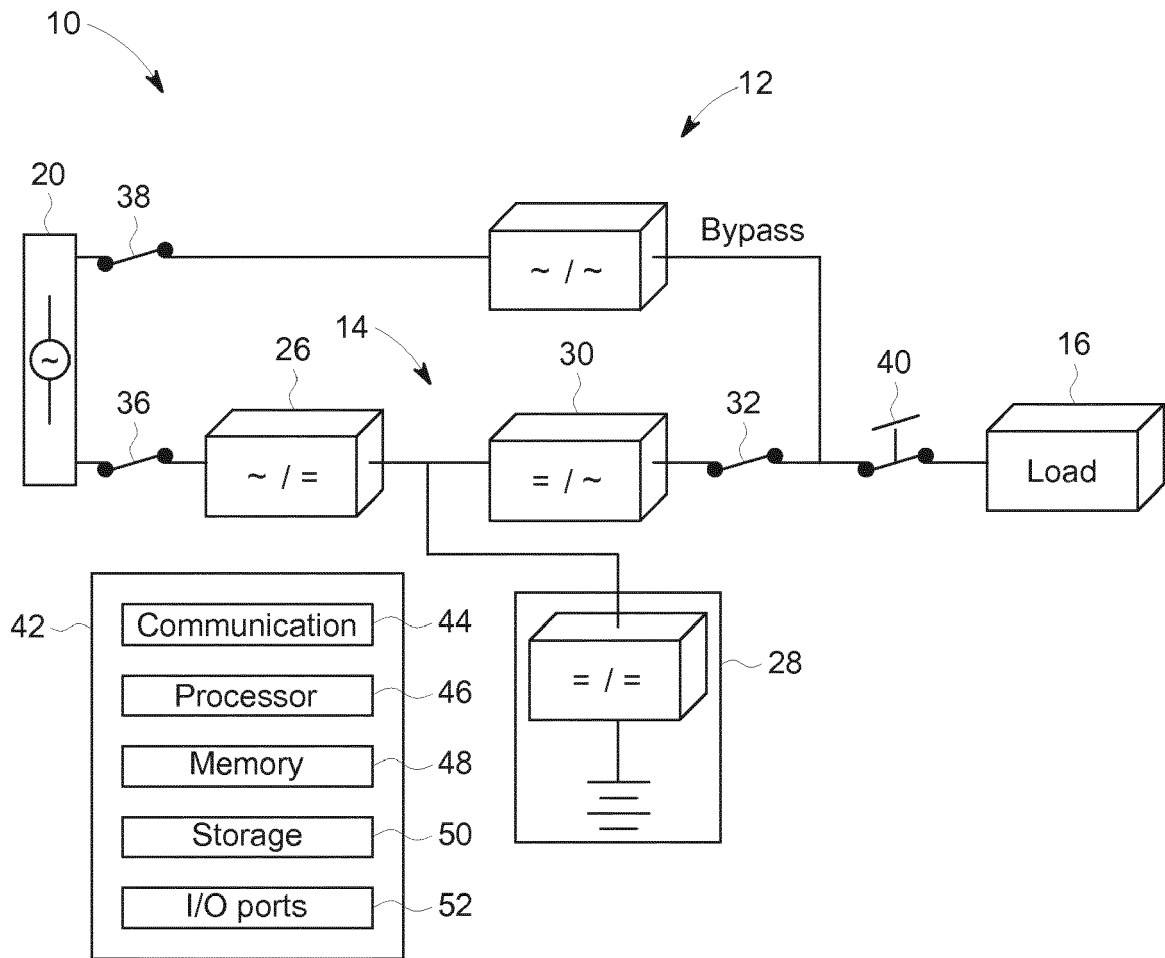 10
12
20
38
~ / ~
Bypass
~
14
26
30
36
32
40
16
~ / =
= / ~
Load
42
Communication 44
Processor 46
Memory 48
Storage 50
I/O ports 52
= / =
28